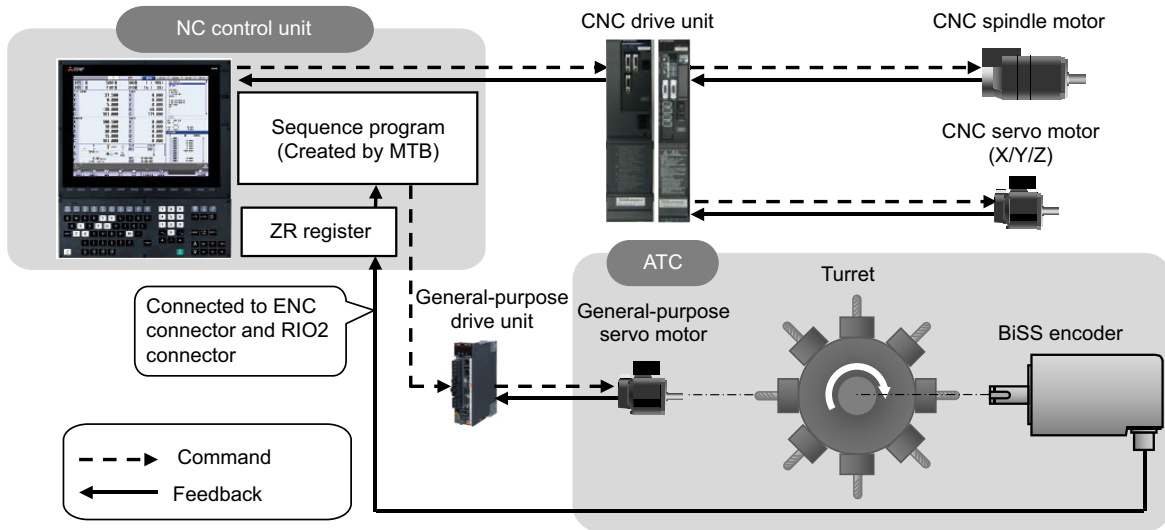 NC control unit
CNC drive unit
CNC spindle motor
Sequence program
(Created by MTB)
CNC servo motor
(X/Y/Z)
ZR register
ATC
Connected to ENC
connector and RIO2
connector
General-purpose
drive unit
General-purpose
servo motor
Turret
BiSS encoder
Command
Feedback